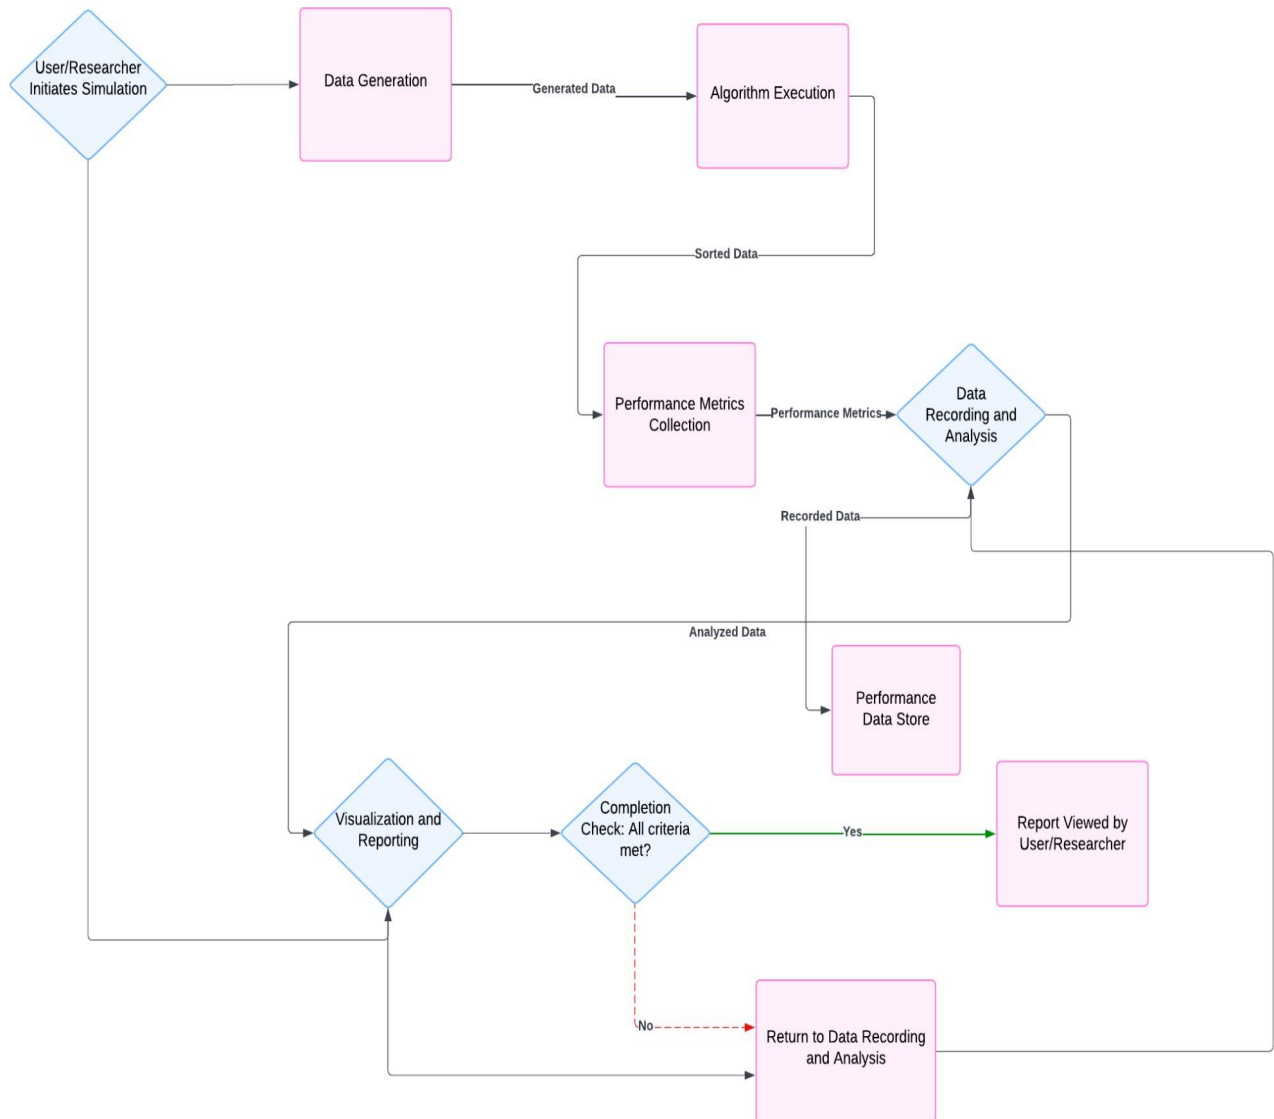 User/Researcher
Initiates Simulation
Data Generation
Generated Data
Algorithm Execution
Sorted Data
Performance Metrics
Collection
Performance Metrics
Data
Recording and
Analysis
Recorded Data
Analyzed Data
Performance
Data Store
Visualization and
Reporting
Completion
Check: All criteria
met?
Yes
Report Viewed by
User/Researcher
No
Return to Data Recording
and Analysis